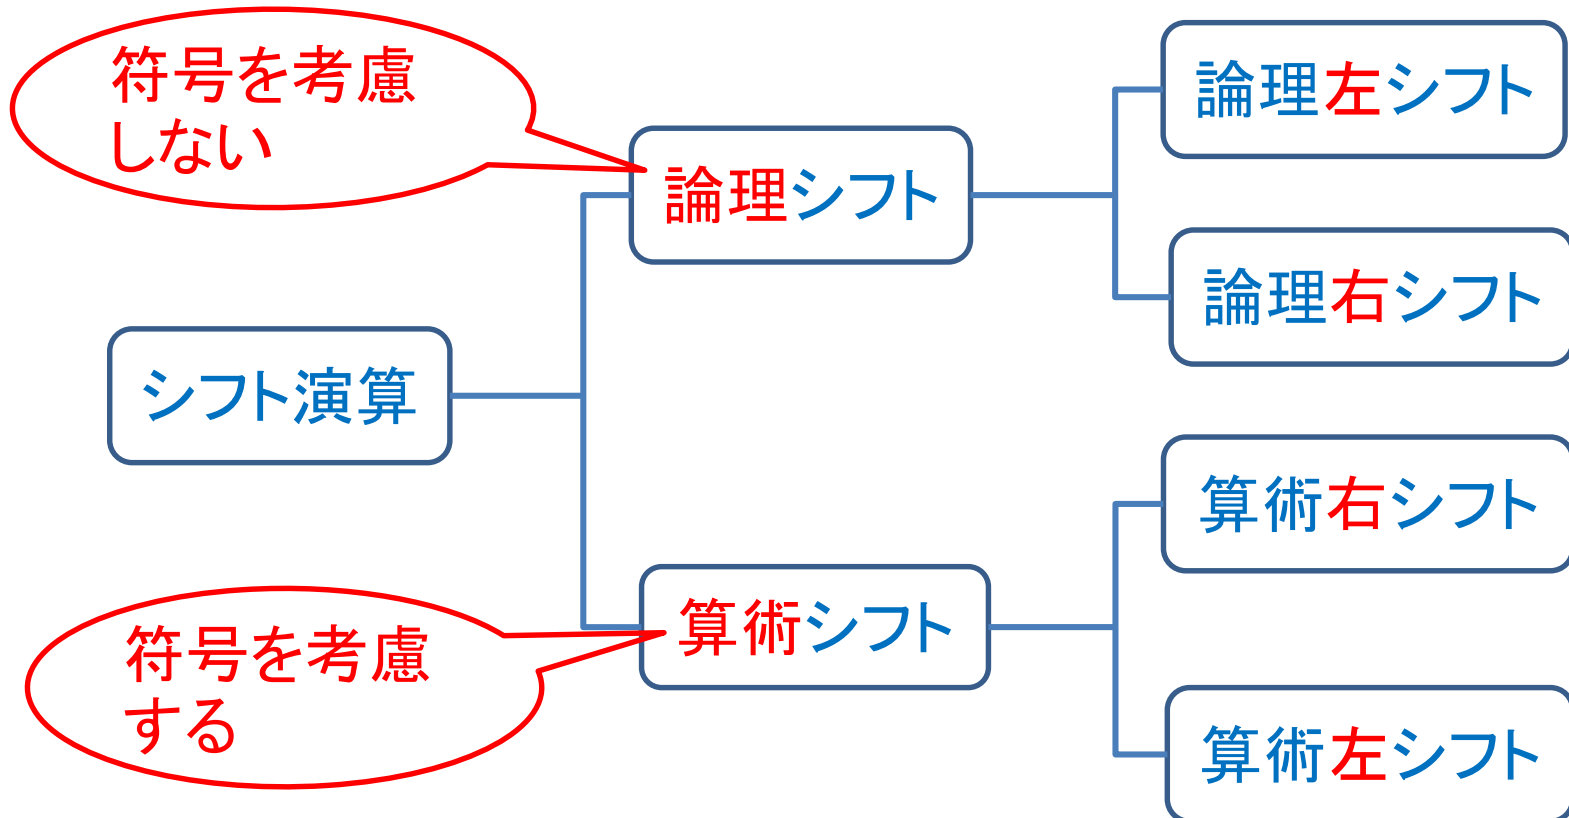 符号を考慮
しない
論理左シフト
論理シフト
論理右シフト
シフト演算
算術右シフト
符号を考慮
する
算術シフト
算術左シフト